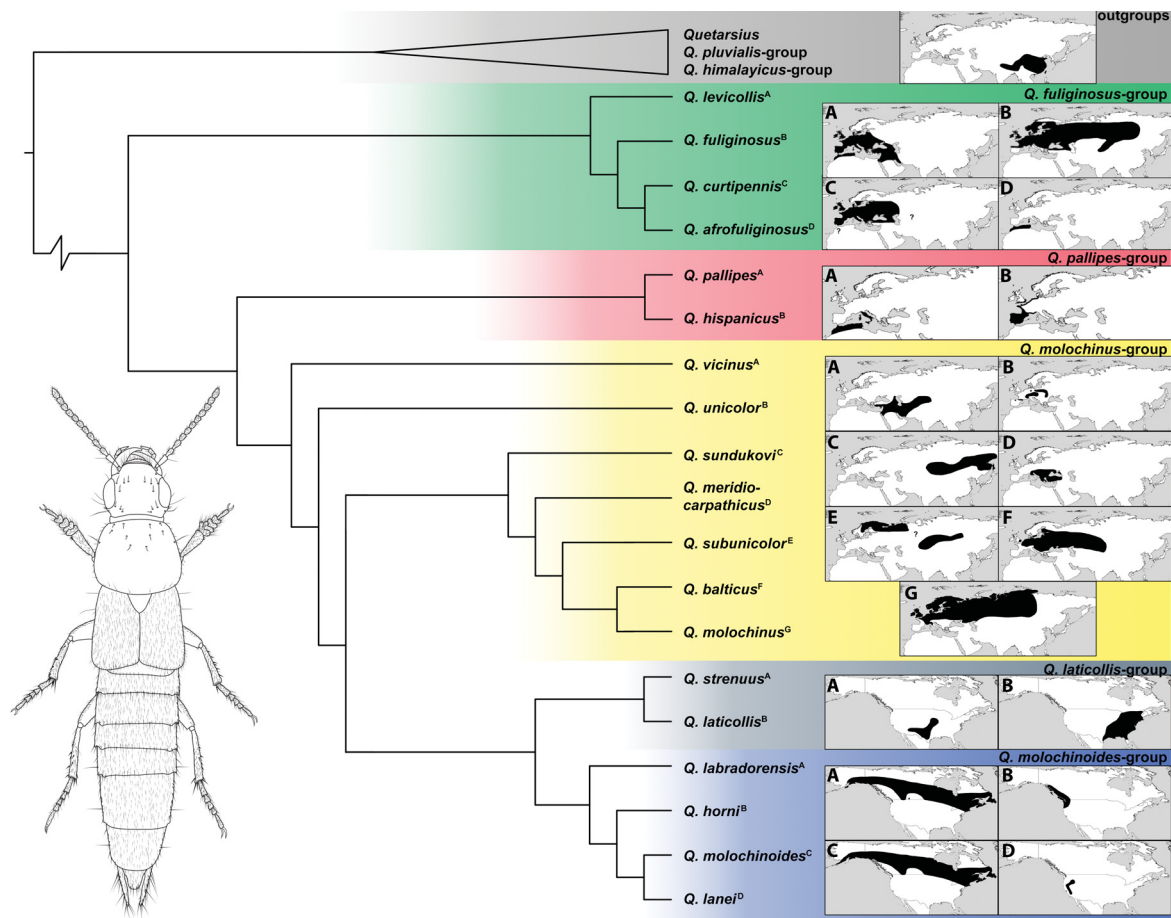 outgroups
Quetarsius
Q. pluvialis-group
Q. himalayicus-group
Q. fuliginosus-group
Q. levicollisᴬ
Q. fuliginosusᴮ
Q. curtipennisᶜ
Q. afrofuliginosusᴰ
A
B
C
?
?
D
Q. pallipes-group
Q. pallipesᴬ
Q. hispanicusᴮ
A
B
Q. molochinus-group
Q. vicinusᴬ
Q. unicolorᴮ
Q. sundukoviᶜ
Q. meridio-
carpathicusᴰ
Q. subunicolorᴱ
Q. balticusF
Q. molochinusᴳ
A
B
C
D
E
?
F
G
Q. laticollis-group
Q. strenuusᴬ
Q. laticollisᴮ
A
B
Q. molochinoides-group
Q. labradorensisᴬ
Q. horniᴮ
Q. molochinoidesᶜ
Q. laneiᴰ
A
B
C
D